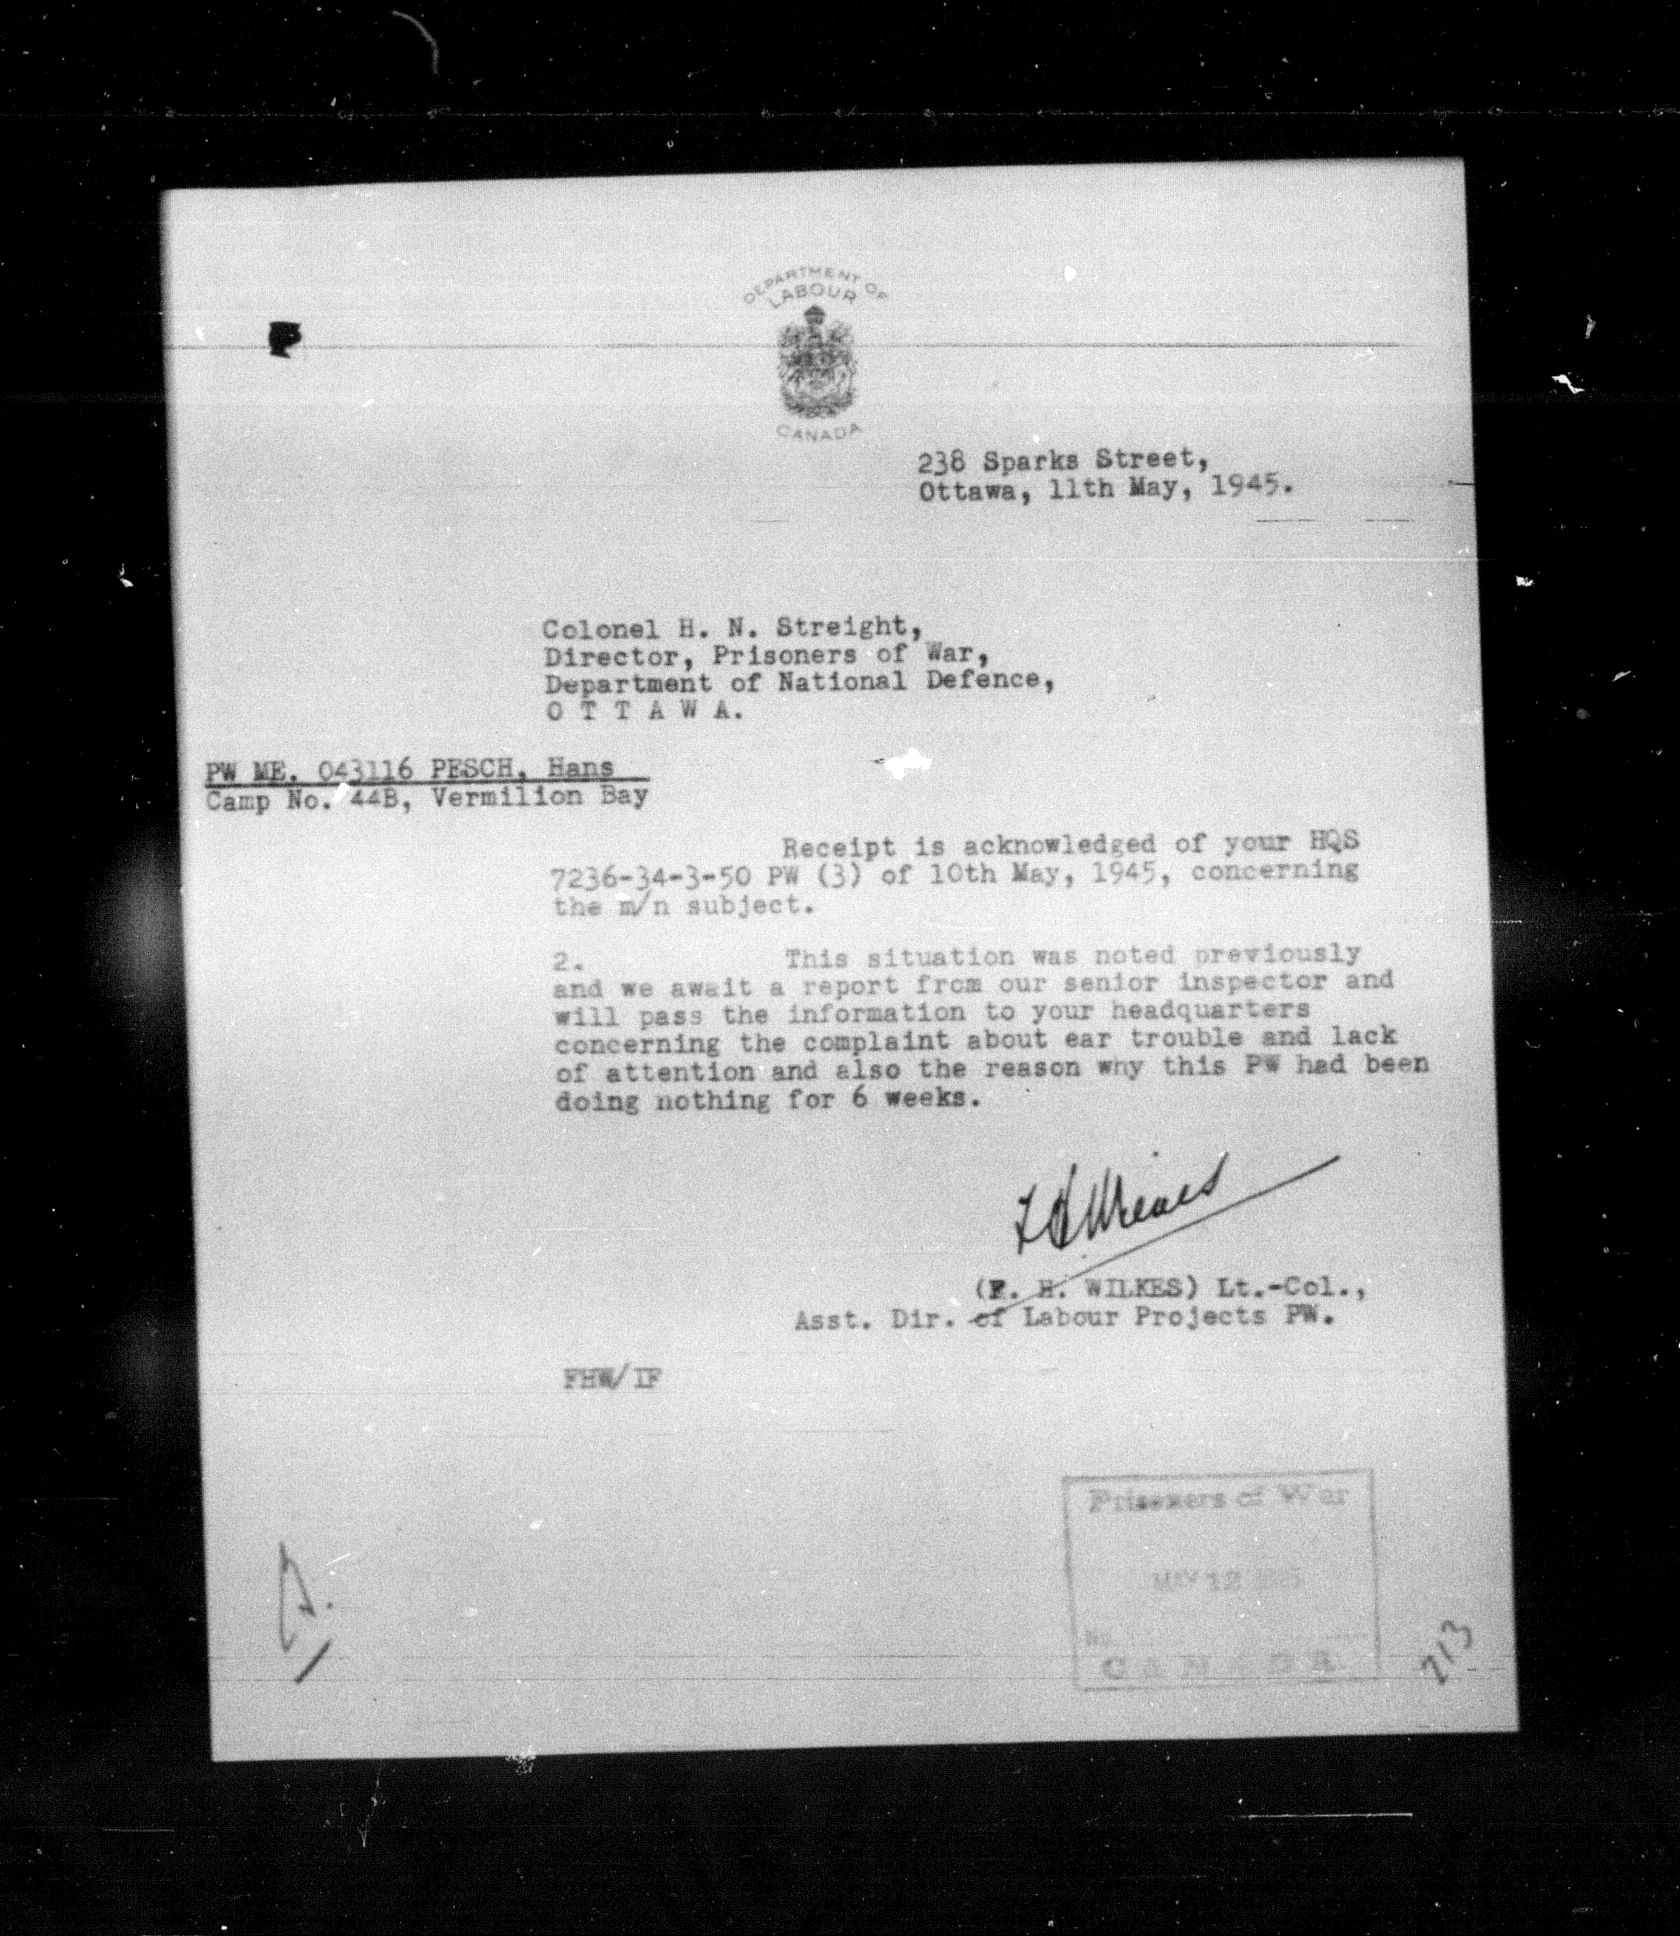 DEPARTMENT OF
LABOUR
CANADA
238 Sparks Street,
Ottawa, 11th May, 1945.
Colonel H. N. Streight,
Director, Prisoners of War,
Department of National Defence,
O T T A W A.
PW ME. 043116 PESCH, Hans
Camp No. 44B, Vermilion Bay
Receipt is acknowledged of your HQS
7236-34-3-50 PW (3) of 10th May, 1945, concerning
the m/n subject.
2. This situation was noted previously
and we await a report from our senior inspector and
will pass the information to your headquarters
concerning the complaint about ear trouble and lack
of attention and also the reason why this PW had been
doing nothing for 6 weeks.
(F. H. WILKES) Lt.-Col.,
Asst. Dir. of Labour Projects PW.
FHW/IF
Prisoners of War
MAY 12
No.
CANADA
213